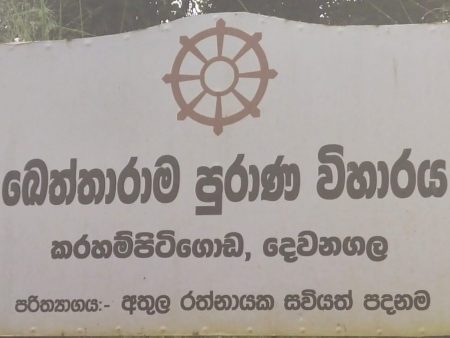 ඛෙත්තාරාම පුරාණ විහාරය
කරහම්පිටිගොඩ, දෙවනගල
පරිත්‍යාගය:- අතුල රත්නායක සවියත් පදනම